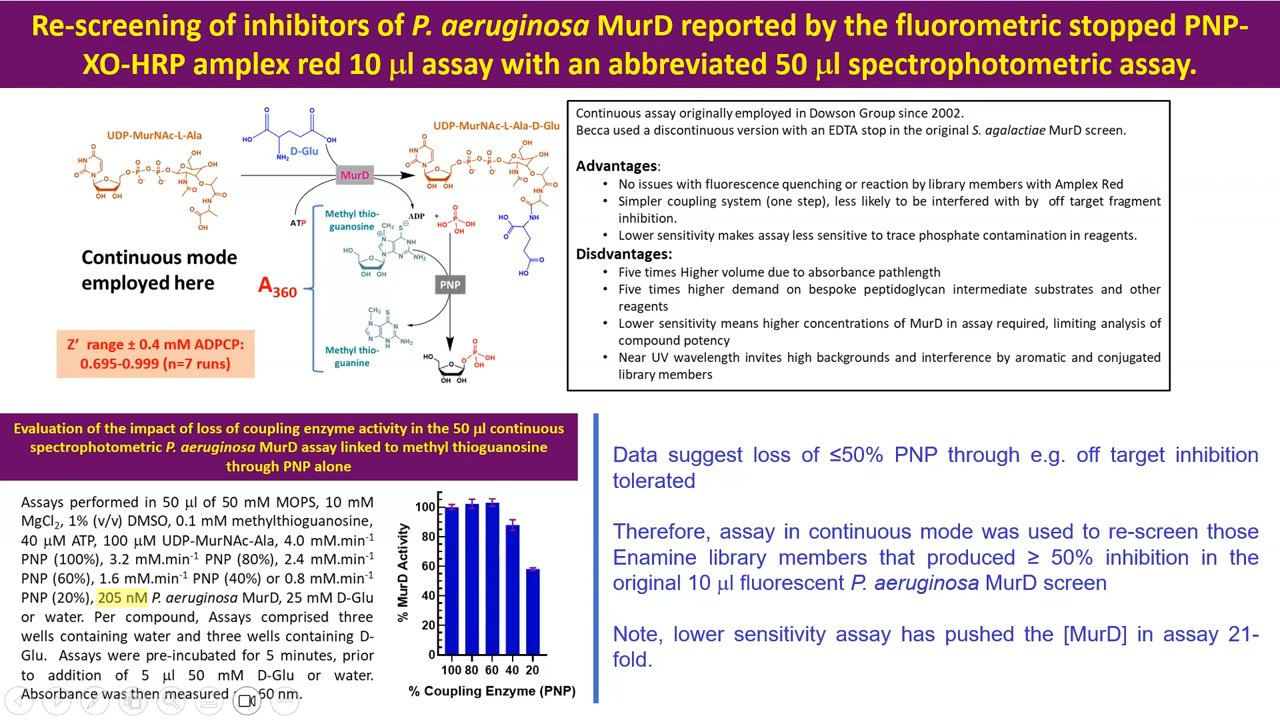 Re-screening of inhibitors of P. aeruginosa MurD reported by the fluorometric stopped PNP-
XO-HRP amplex red 10 μl assay with an abbreviated 50 μl spectrophotometric assay.
UDP-MurNAc-L-Ala
D-Glu
UDP-MurNAc-L-Ala-D-Glu
MurD
ATP
ADP
+
Methyl thio-
guanosine
Continuous mode
employed here
A360
PNP
Methyl thio-
guanine
Z’ range ± 0.4 mM ADPCP:
0.695-0.999 (n=7 runs)
Continuous assay originally employed in Dowson Group since 2002.
Becca used a discontinuous version with an EDTA stop in the original S. agalactiae MurD screen.
Advantages:
• No issues with fluorescence quenching or reaction by library members with Amplex Red
• Simpler coupling system (one step), less likely to be interfered with by off target fragment
inhibition.
• Lower sensitivity makes assay less sensitive to trace phosphate contamination in reagents.
Disdvantages:
• Five times Higher volume due to absorbance pathlength
• Five times higher demand on bespoke peptidoglycan intermediate substrates and other
reagents
• Lower sensitivity means higher concentrations of MurD in assay required, limiting analysis of
compound potency
• Near UV wavelength invites high backgrounds and interference by aromatic and conjugated
library members
Evaluation of the impact of loss of coupling enzyme activity in the 50 μl continuous
spectrophotometric P. aeruginosa MurD assay linked to methyl thioguanosine
through PNP alone
Assays performed in 50 μl of 50 mM MOPS, 10 mM
MgCl2, 1% (v/v) DMSO, 0.1 mM methylthioguanosine,
40 μM ATP, 100 μM UDP-MurNAc-Ala, 4.0 mM.min-1
PNP (100%), 3.2 mM.min-1 PNP (80%), 2.4 mM.min-1
PNP (60%), 1.6 mM.min-1 PNP (40%) or 0.8 mM.min-1
PNP (20%), 205 nM P. aeruginosa MurD, 25 mM D-Glu
or water. Per compound, Assays comprised three
wells containing water and three wells containing D-
Glu. Assays were pre-incubated for 5 minutes, prior
to addition of 5 μl 50 mM D-Glu or water.
Absorbance was then measured 60 nm.
% MurD Activity
100
80
60
40
20
0
100 80 60 40 20
% Coupling Enzyme (PNP)
Data suggest loss of ≤50% PNP through e.g. off target inhibition
tolerated
Therefore, assay in continuous mode was used to re-screen those
Enamine library members that produced ≥ 50% inhibition in the
original 10 μl fluorescent P. aeruginosa MurD screen
Note, lower sensitivity assay has pushed the [MurD] in assay 21-
fold.